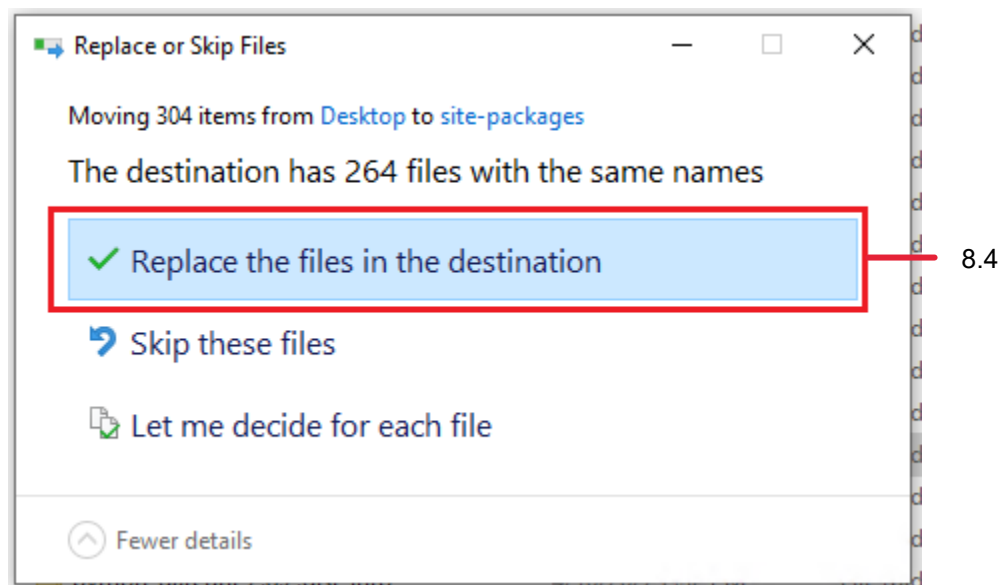 Replace or Skip Files
Moving 304 items from Desktop to site-packages
The destination has 264 files with the same names
Replace the files in the destination
8.4
Skip these files
Let me decide for each file
Fewer details